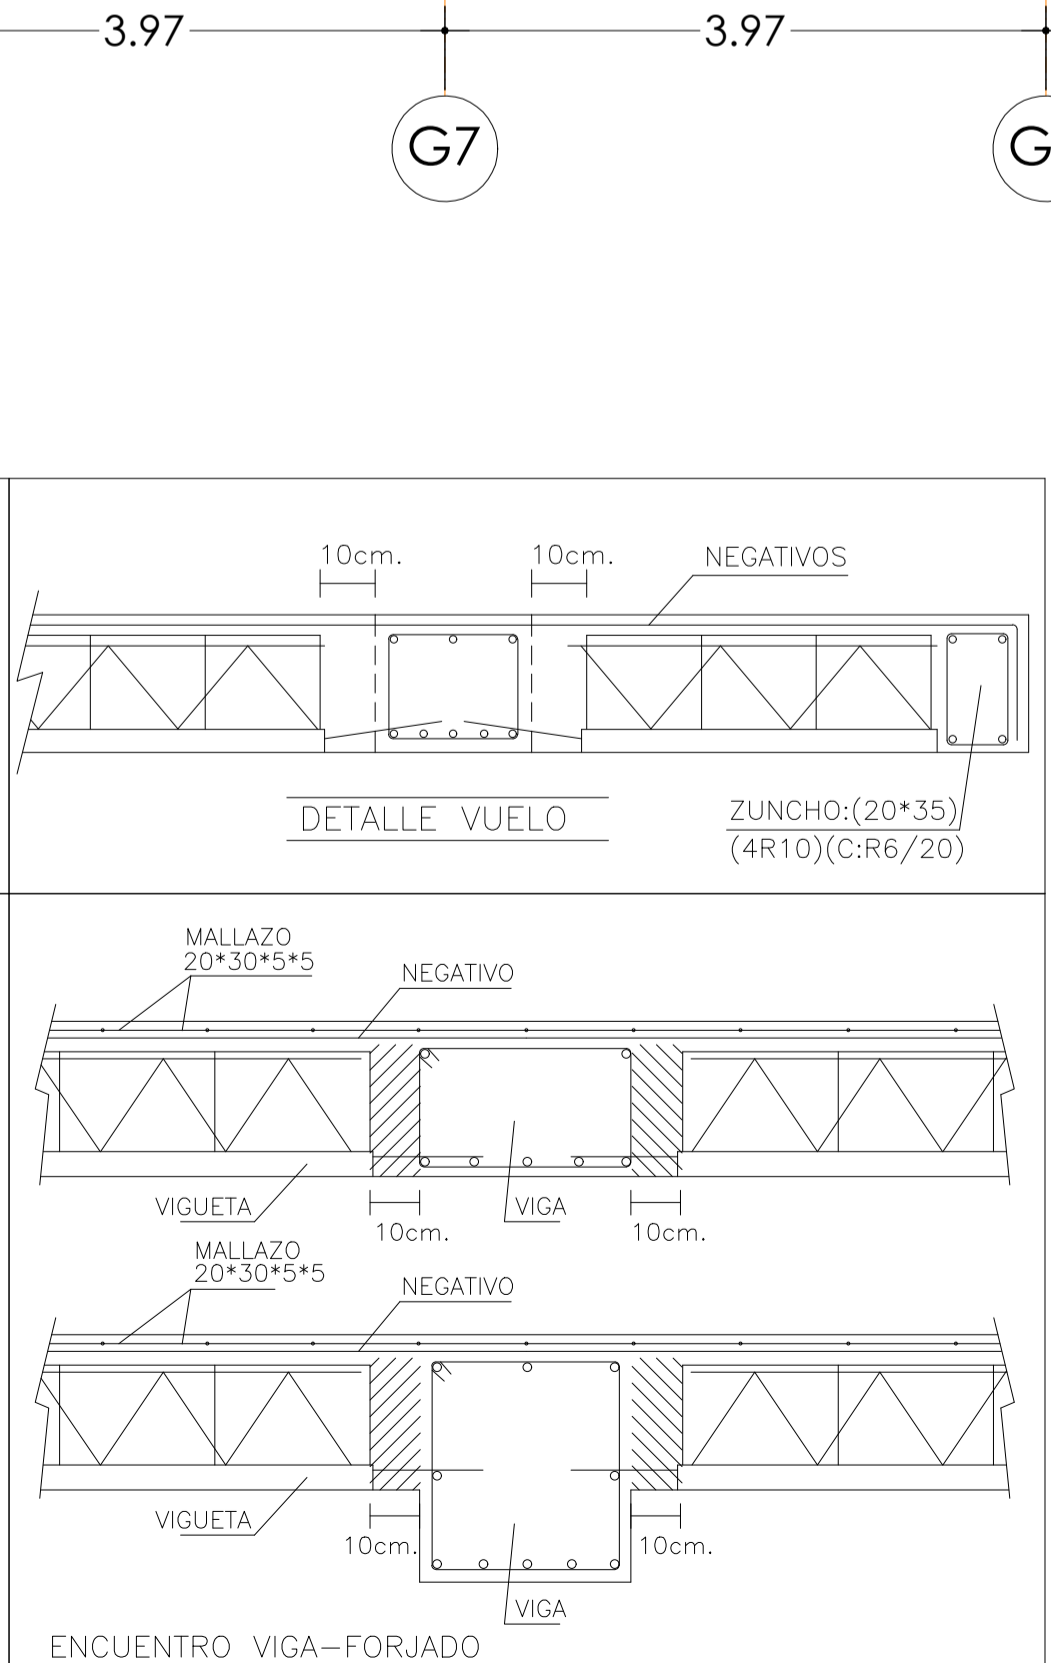 3.97
3.97
G7
G
10cm.
10cm.
NEGATIVOS
DETALLE VUELO
ZUNCHO:(20*35)
(4R10)(C:R6/20)
MALLAZO
20*30*5*5
NEGATIVO
VIGUETA
VIGA
10cm.
10cm.
MALLAZO
20*30*5*5
NEGATIVO
VIGUETA
10cm.
10cm.
VIGA
ENCUENTRO VIGA-FORJADO